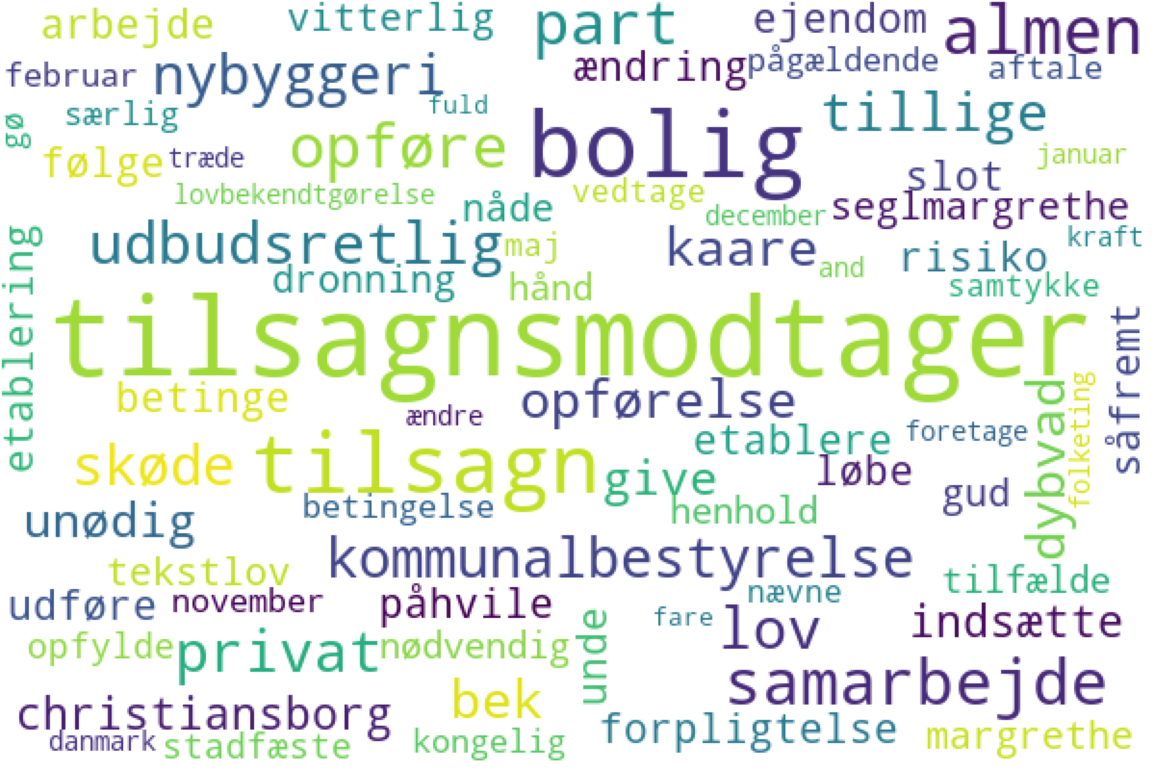 arbejde
vitterlig
part
ejendom
almen
februar
nybyggeri
ændring
pågældende
aftale
særlig
fuld
bolig
tillige
gø
følge
træde
opføre
januar
lovbekendtgørelse
vedtage
slot
nåde
december
seglmargrethe
udbudsretlig
maj
kaare
and
risiko
kraft
etablering
dronning
hånd
samtykke
tilsagnsmodtager
såfremt
betinge
ændre
opførelse
dybvad
folketing
skøde
tilsagn
give
etablere
foretage
løbe
gud
unødig
betingelse
henhold
kommunalbestyrelse
tekstlov
tilfælde
udføre
november
påhvile
nævne
unde
fare
lov
indsætte
opfylde
privat
nødvendig
samarbejde
christiansborg
bek
forpligtelse
margrethe
danmark
stadfæste
kongelig